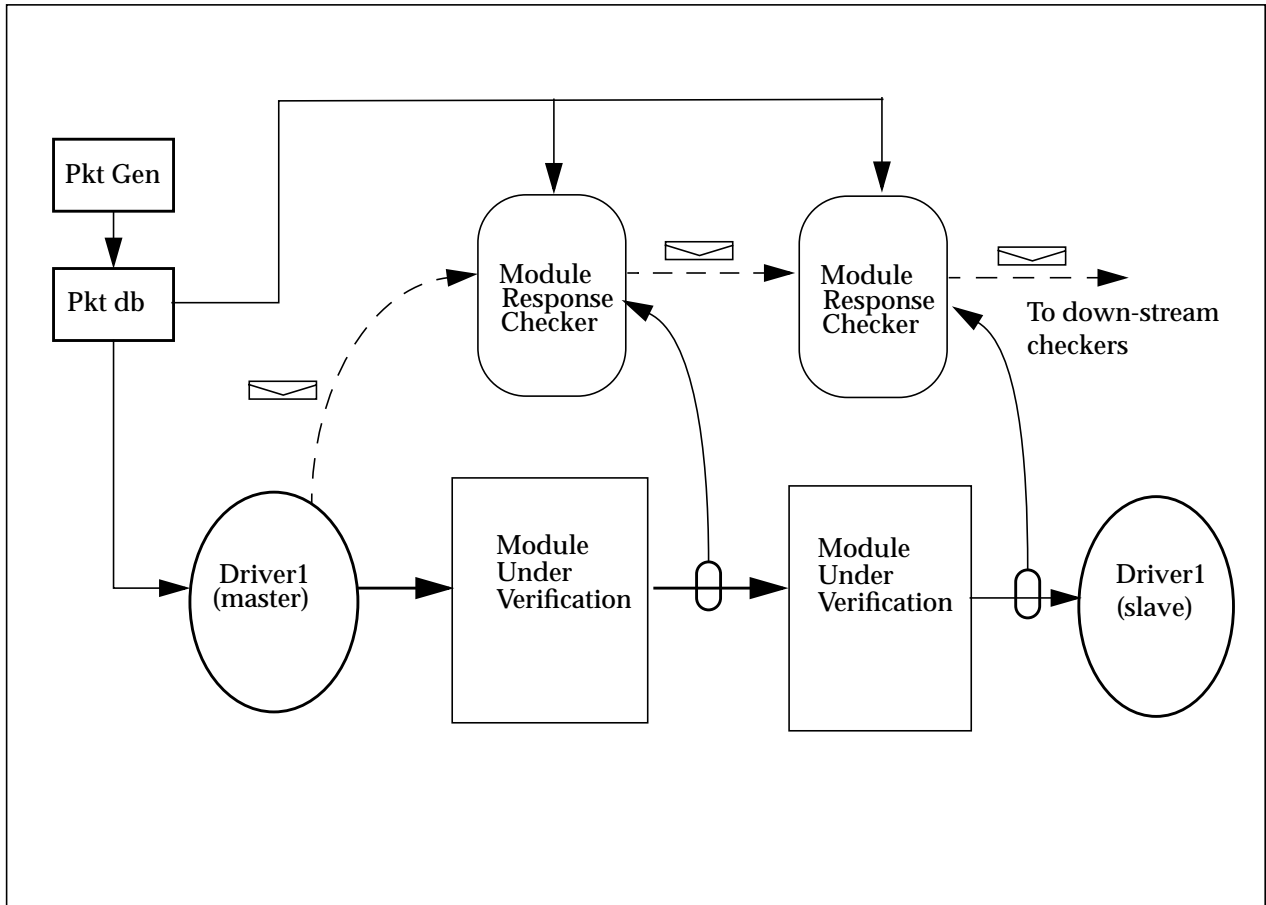 Pkt Gen
Pkt db
Module
Response
Checker
Module
Response
Checker
To down-stream
checkers
Driver1
(master)
Module
Under
Verification
Module
Under
Verification
Driver1
(slave)